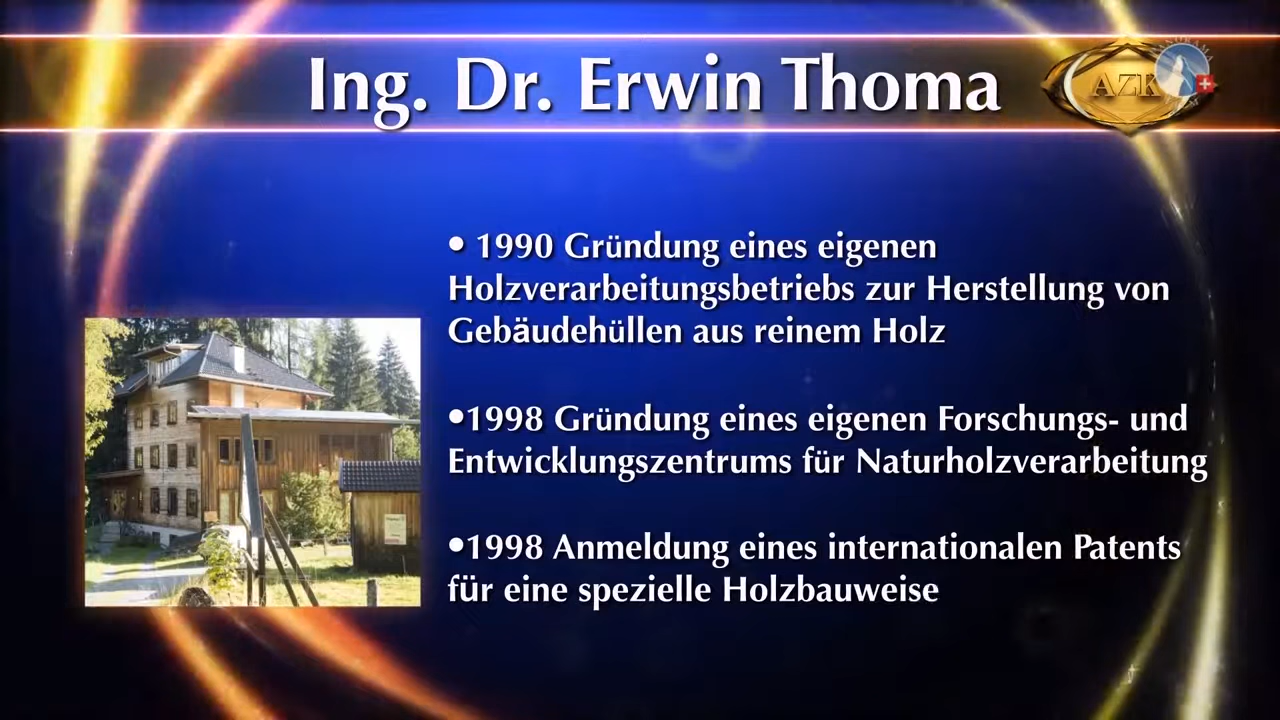 Ing. Dr. Erwin Thoma
AZK
• 1990 Gründung eines eigenen
Holzverarbeitungsbetriebs zur Herstellung von
Gebäudehüllen aus reinem Holz
•1998 Gründung eines eigenen Forschungs- und
Entwicklungszentrums für Naturholzverarbeitung
•1998 Anmeldung eines internationalen Patents
für eine spezielle Holzbauweise